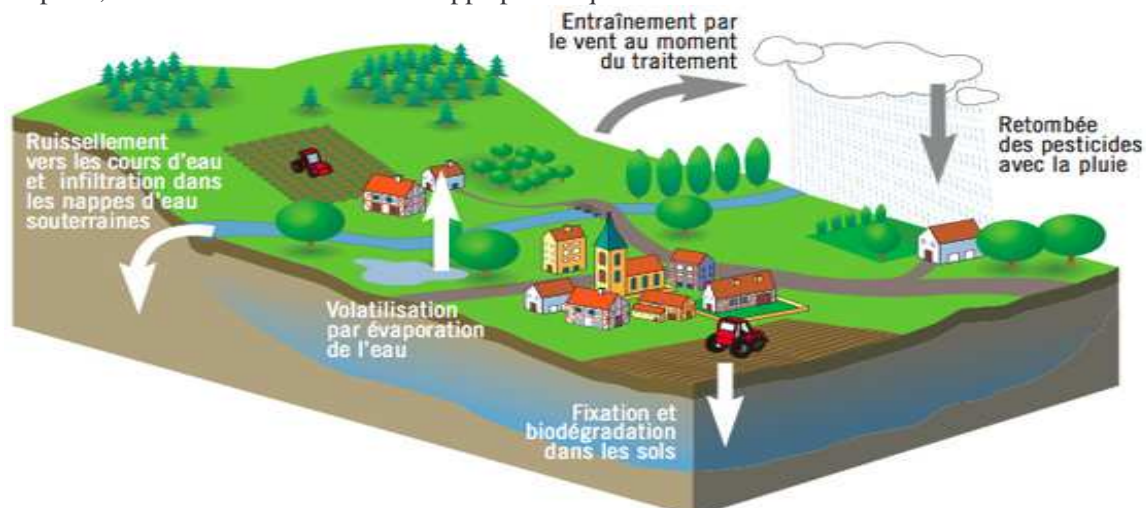 Entraînement par
le vent au moment
du traitement
Retombée
des pesticides
avec la pluie
Ruissellement
vers les cours d'eau
et infiltration dans
les nappes d'eau
souterraines
Volatilisation
par évaporation
de l'eau
Fixation et
biodégradation
dans les sols